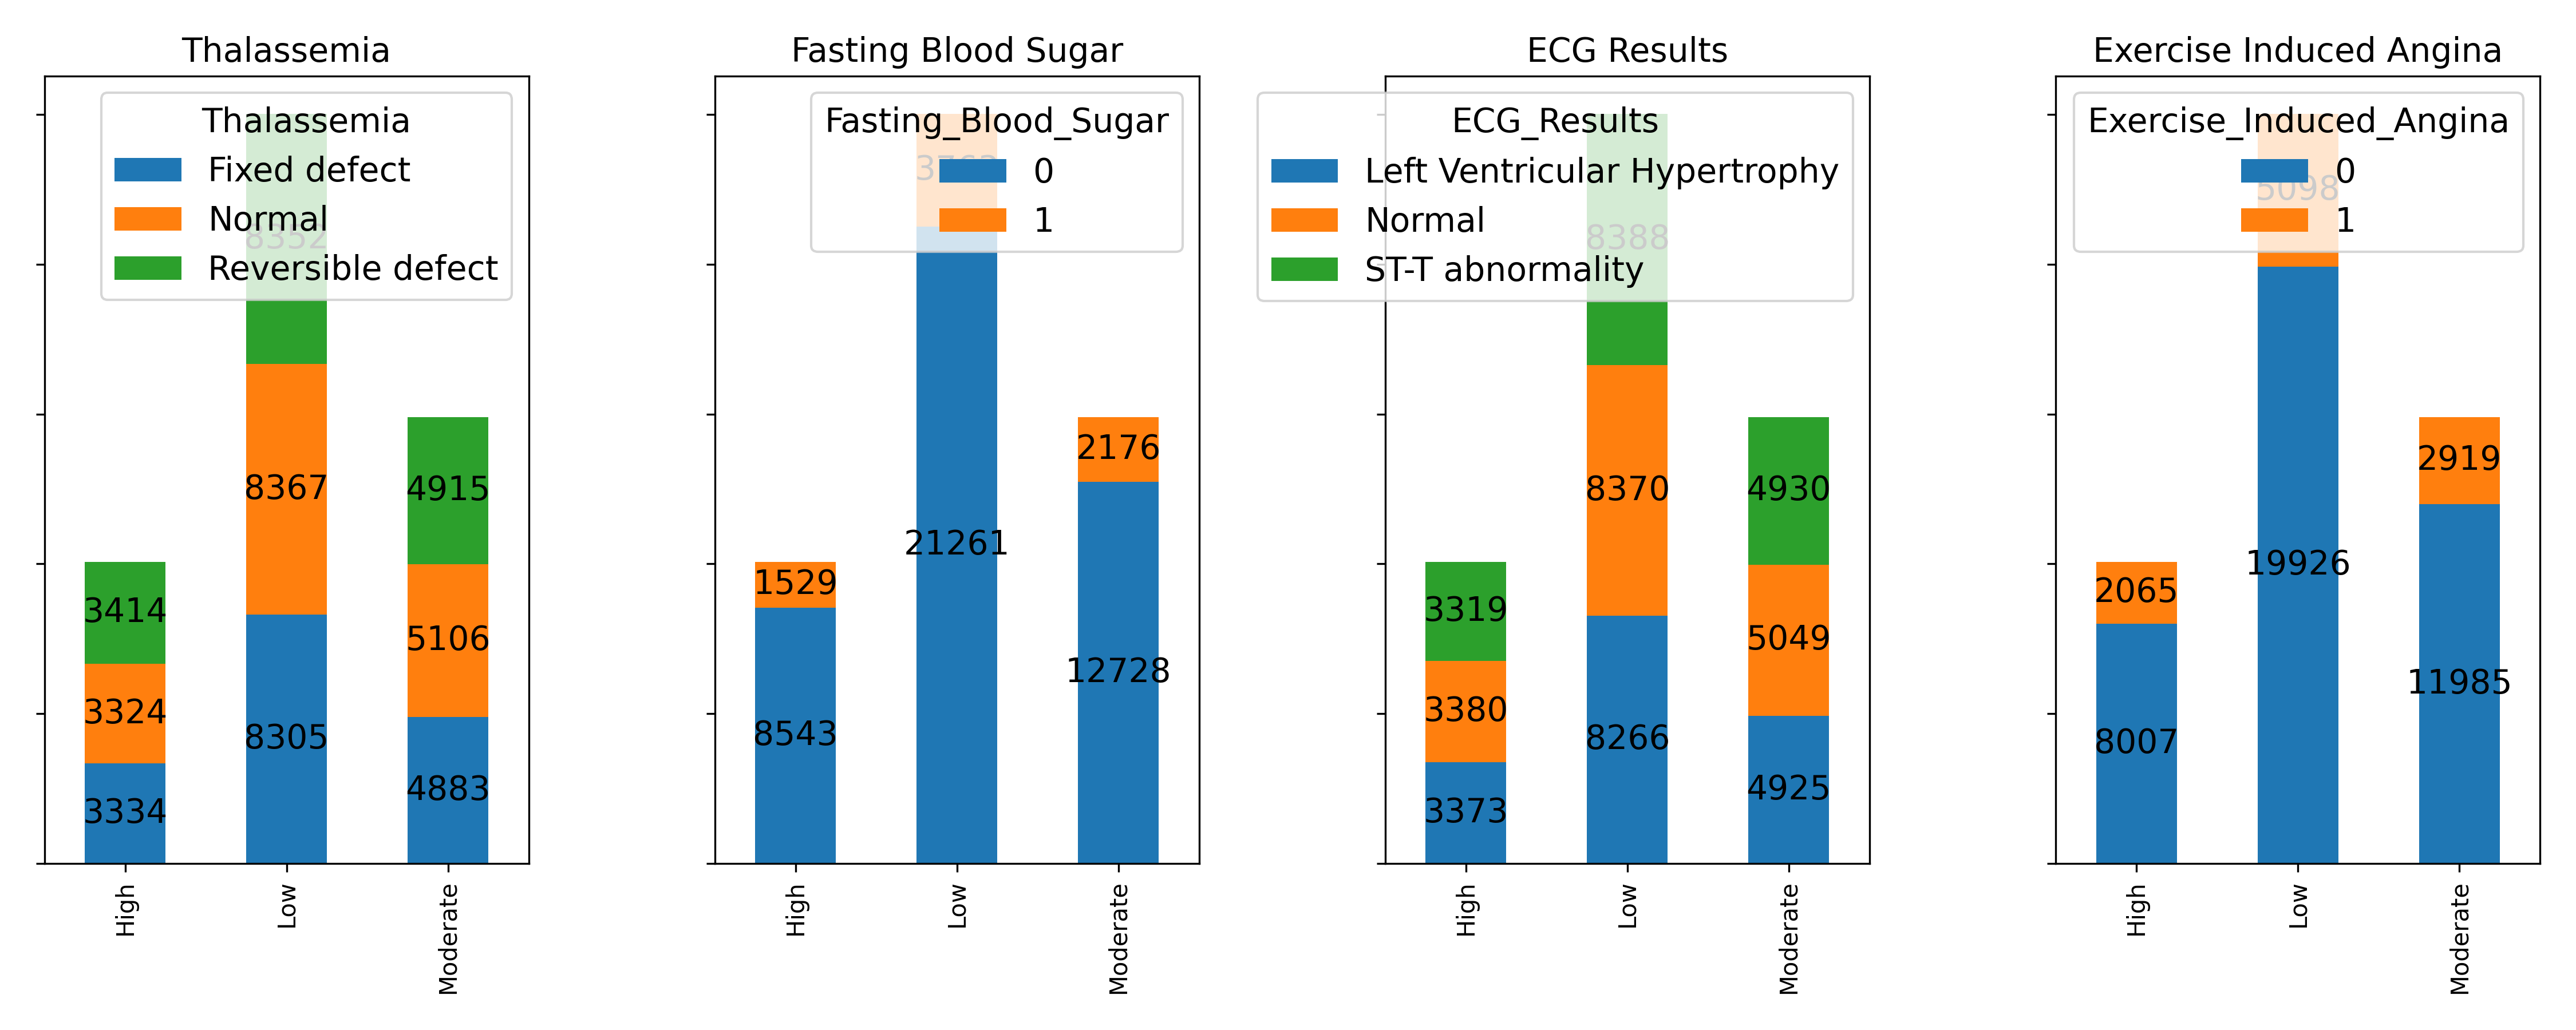 Thalassemia
Thalassemia
Fixed defect
Normal
Reversible defect
8352
8367
4915
3414
5106
3324
8305
4883
3334
High
Low
Moderate
Fasting Blood Sugar
Fasting_Blood_Sugar
0
1
3763
2176
21261
1529
12728
8543
High
Low
Moderate
ECG Results
ECG_Results
Left Ventricular Hypertrophy
Normal
ST-T abnormality
8388
8370
4930
3319
5049
3380
8266
4925
3373
High
Low
Moderate
Exercise Induced Angina
Exercise_Induced_Angina
0
1
5098
2919
19926
2065
11985
8007
High
Low
Moderate